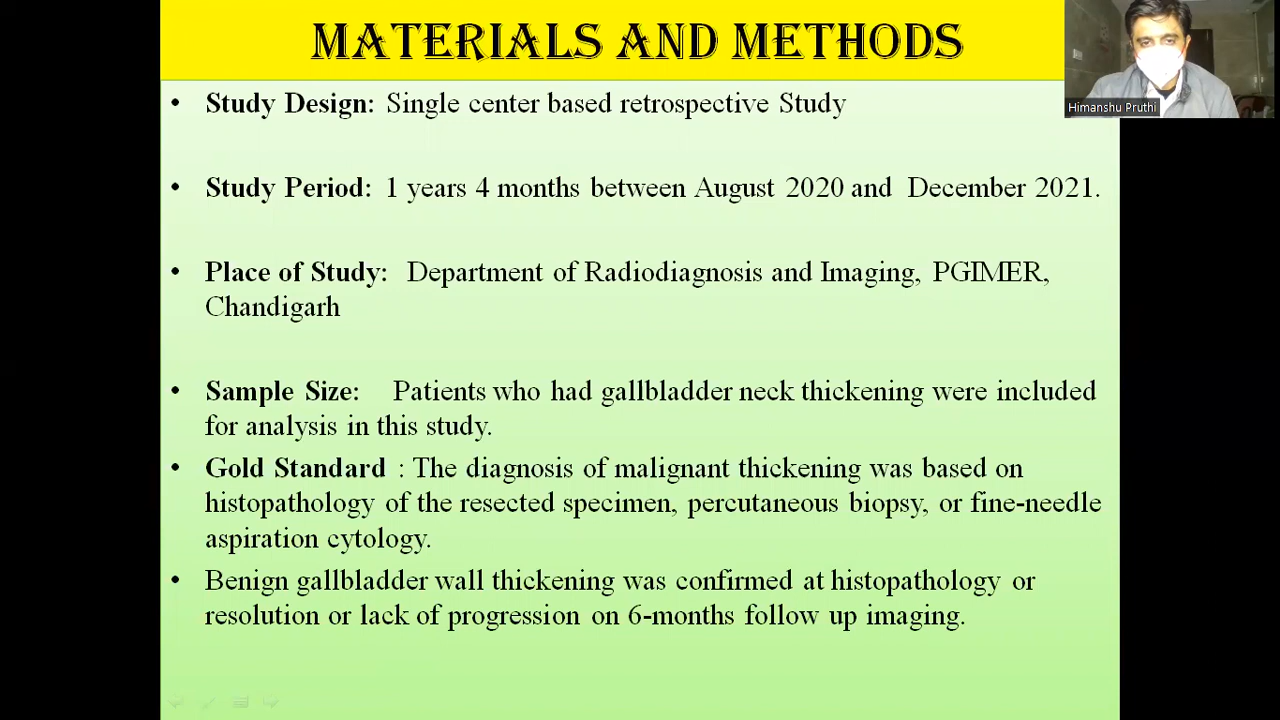 MATERIALS AND METHODS
Himanshu Pruthi
• Study Design: Single center based retrospective Study
• Study Period: 1 years 4 months between August 2020 and December 2021.
• Place of Study: Department of Radiodiagnosis and Imaging, PGIMER,
Chandigarh
• Sample Size: Patients who had gallbladder neck thickening were included
for analysis in this study.
• Gold Standard : The diagnosis of malignant thickening was based on
histopathology of the resected specimen, percutaneous biopsy, or fine-needle
aspiration cytology.
• Benign gallbladder wall thickening was confirmed at histopathology or
resolution or lack of progression on 6-months follow up imaging.